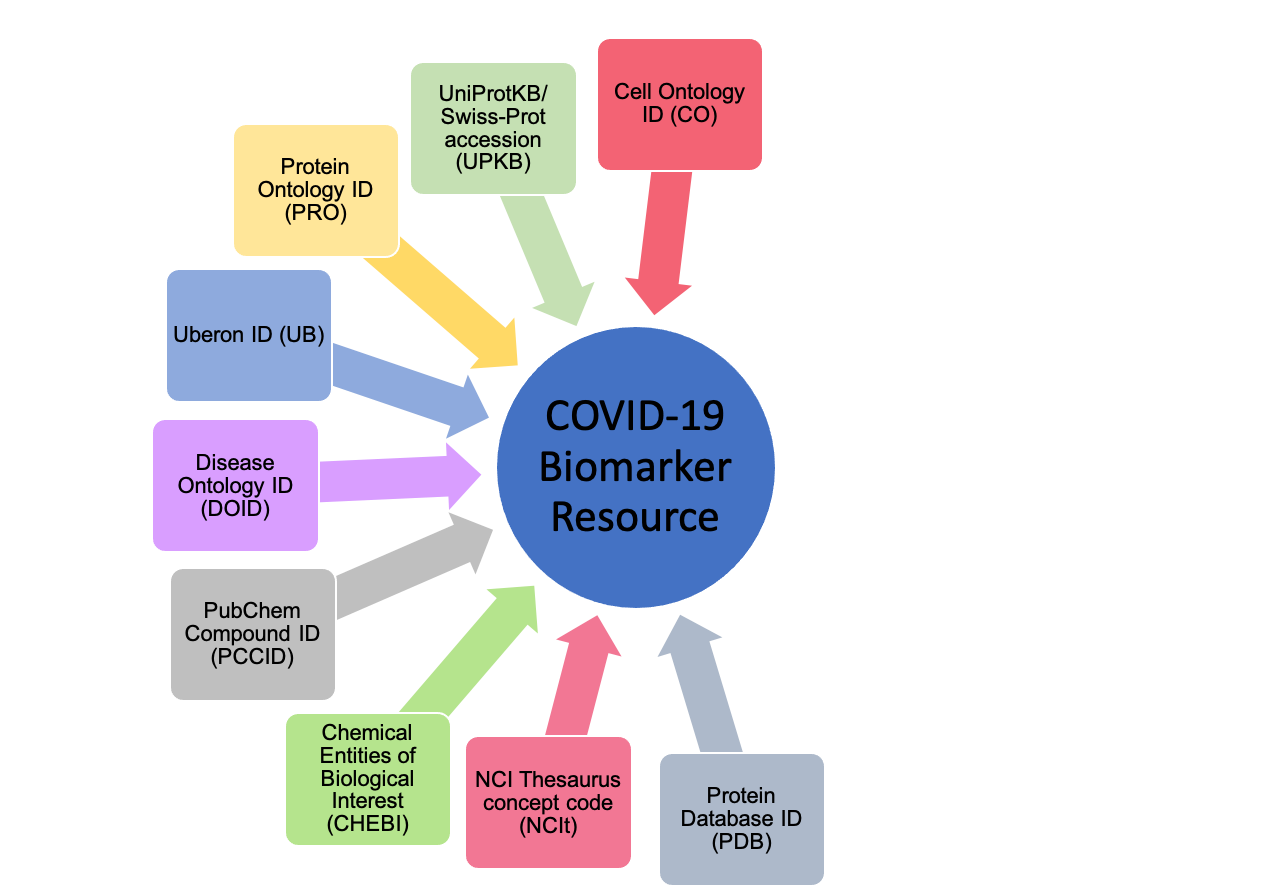 Cell Ontology
ID (CO)
UniProtKB/
Swiss-Prot
accession
(UPKB)
Protein
Ontology ID
(PRO)
Uberon ID (UB)
Disease
Ontology ID
(DOID)
PubChem
Compound ID
(PCCID)
Chemical
Entities of
Biological
Interest
(CHEBI)
NCI Thesaurus
concept code
(NCIt)
Protein
Database ID
(PDB)
COVID-19
Biomarker
Resource